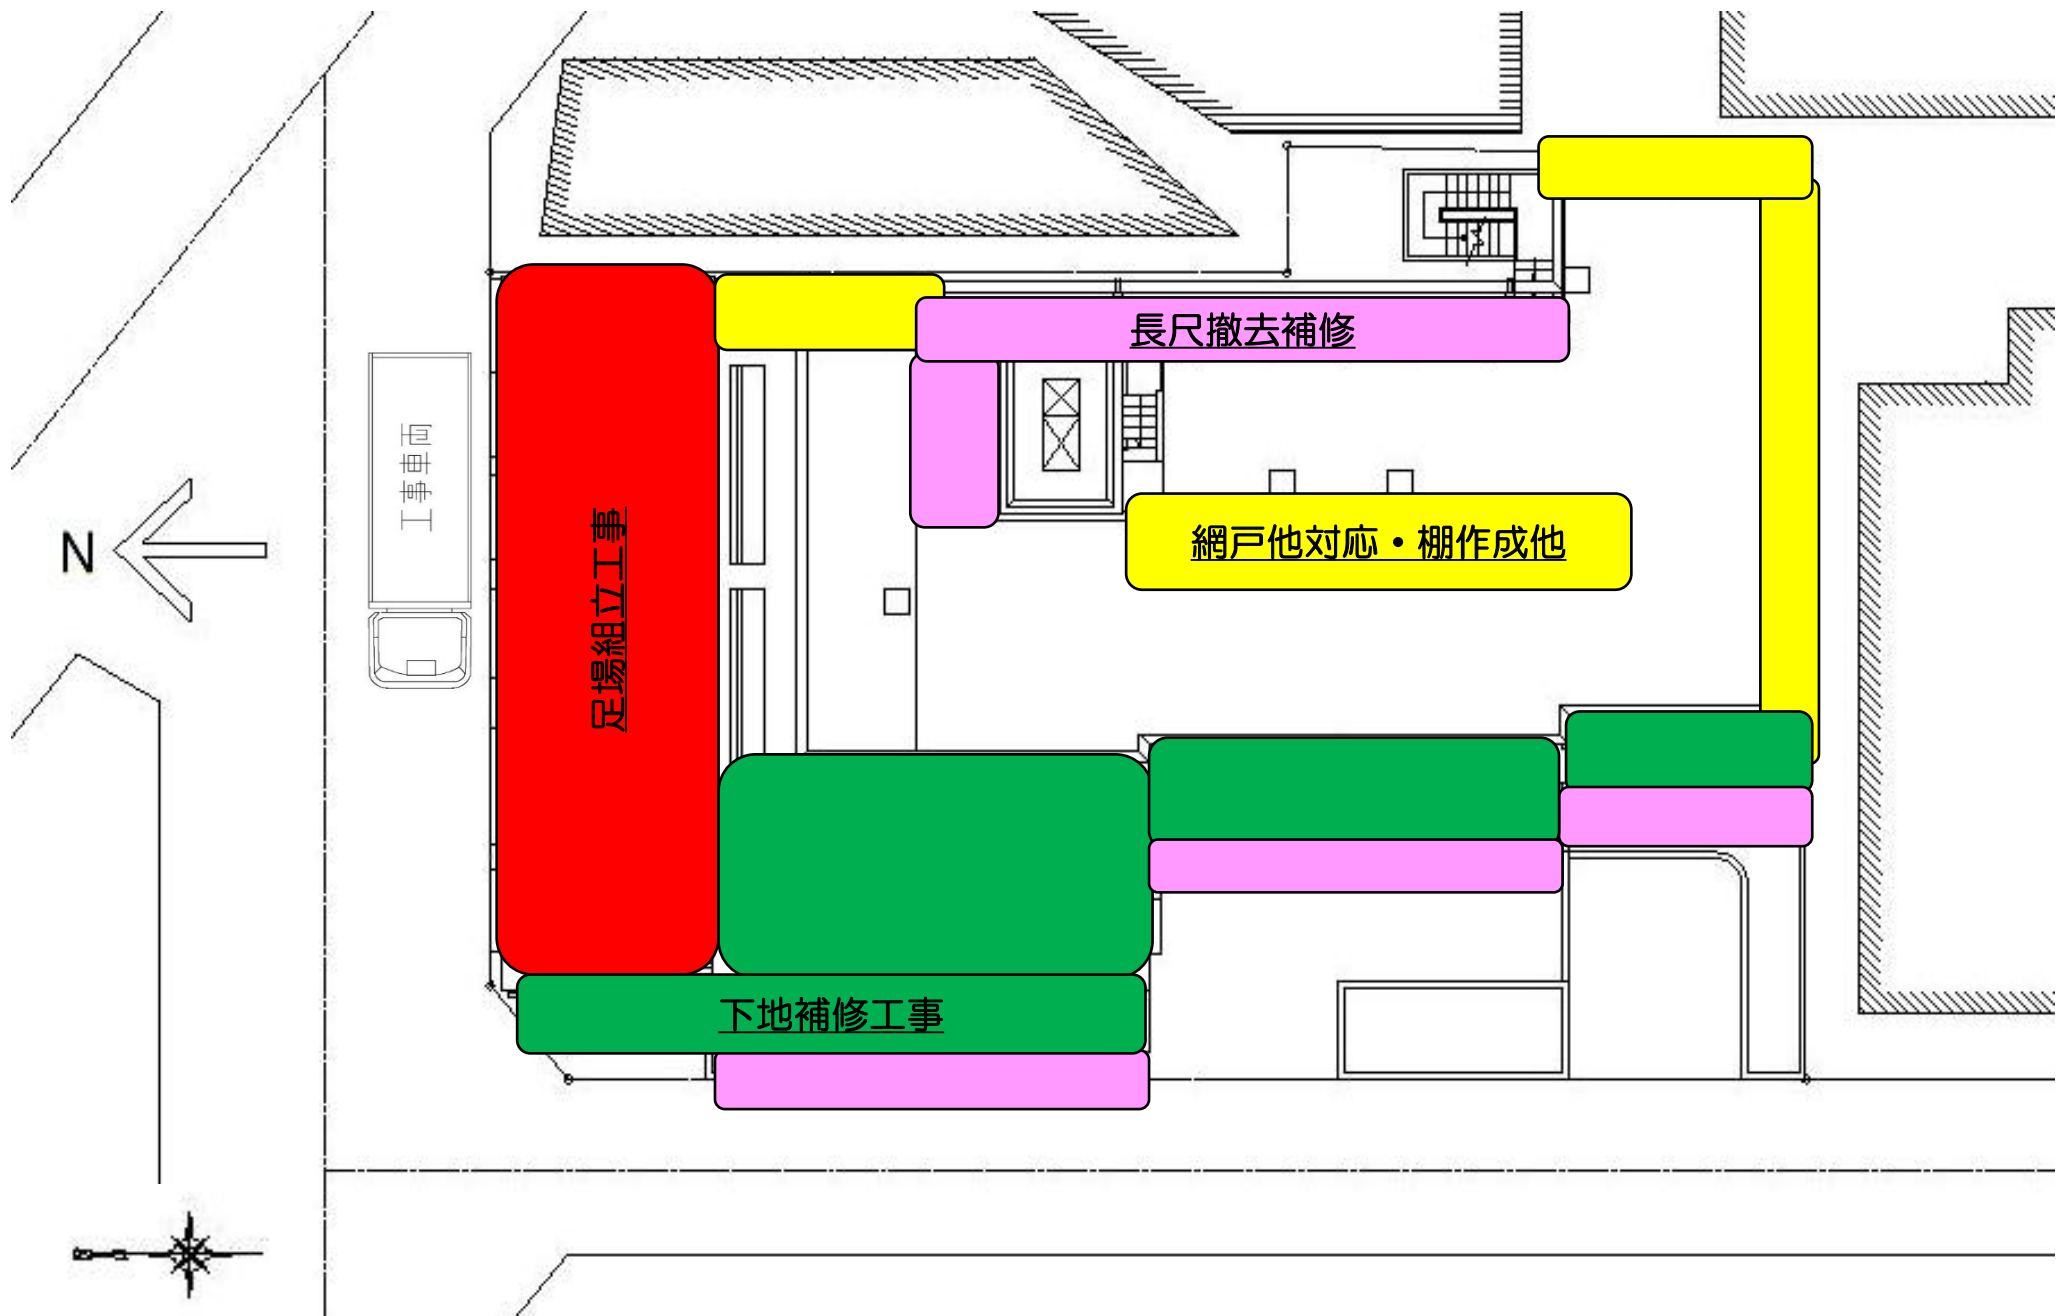 長尺撤去補修
工事車両
N
網戸他対応・棚作成他
足場組立工事
下地補修工事